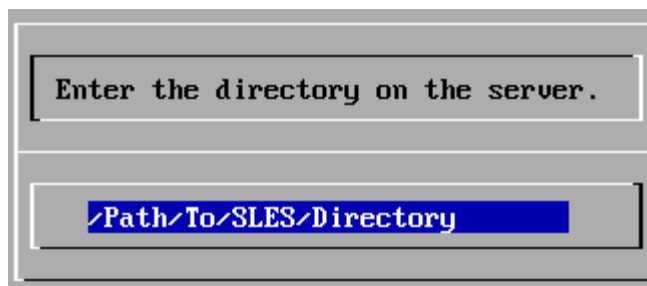 Enter the directory on the server.
/Path/To/SLES/Directory